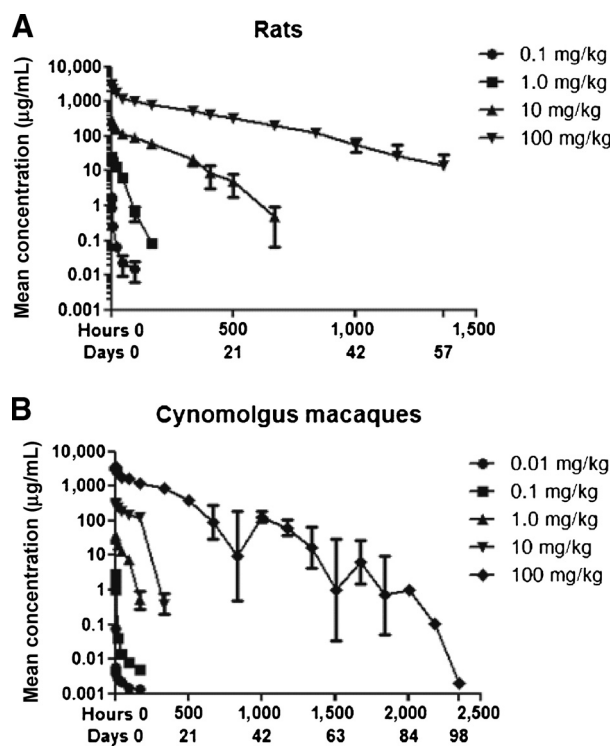 A
Rats
Mean concentration (µg/mL)
10,000
1,000
100
10
1
0.1
0.01
0.001
Hours 0 500 1,000 1,500
Days 0 21 42 57
0.1 mg/kg
1.0 mg/kg
10 mg/kg
100 mg/kg
B
Cynomolgus macaques
Mean concentration (µg/mL)
10,000
1,000
100
10
1
0.1
0.01
0.001
Hours 0 500 1,000 1,500 2,000 2,500
Days 0 21 42 63 84 98
0.01 mg/kg
0.1 mg/kg
1.0 mg/kg
10 mg/kg
100 mg/kg